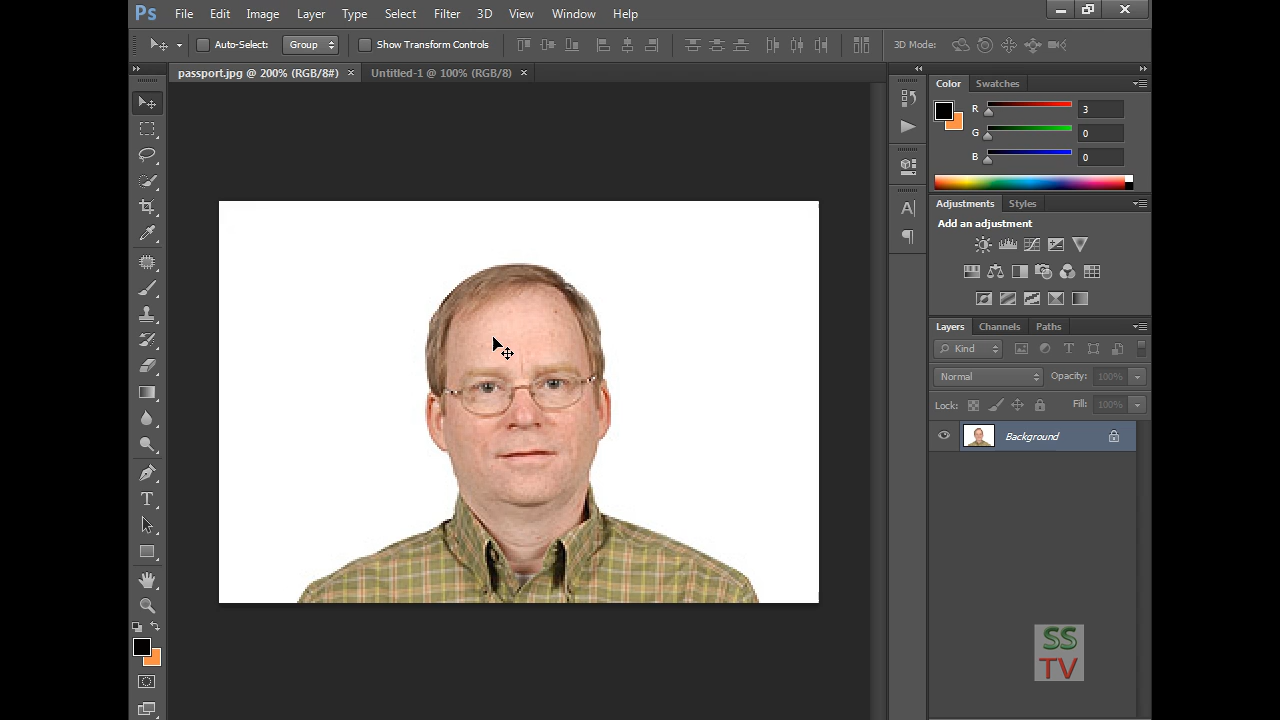 Ps File Edit Image Layer Type Select Filter 3D View Window Help
Auto-Select: Group Show Transform Controls 3D Mode:
passport.jpg @ 200% (RGB/8#) × Untitled-1 @ 100% (RGB/8) ×
Color Swatches
R 3
G 0
B 0
Adjustments Styles
Add an adjustment
Layers Channels Paths
Kind
Normal Opacity: 100%
Lock: Fill: 100%
Background
SS
TV